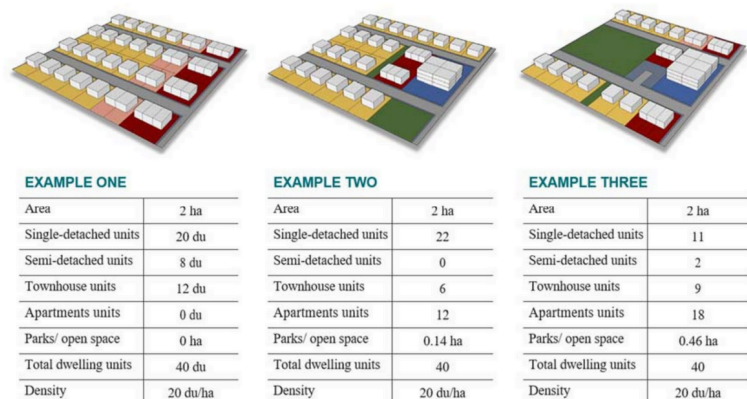 EXAMPLE ONE
Area 2 ha
Single-detached units 20 du
Semi-detached units 8 du
Townhouse units 12 du
Apartments units 0 du
Parks/ open space 0 ha
Total dwelling units 40 du
Density 20 du/ha
EXAMPLE TWO
Area 2 ha
Single-detached units 22
Semi-detached units 0
Townhouse units 6
Apartments units 12
Parks/ open space 0.14 ha
Total dwelling units 40
Density 20 du/ha
EXAMPLE THREE
Area 2 ha
Single-detached units 11
Semi-detached units 2
Townhouse units 9
Apartments units 18
Parks/ open space 0.46 ha
Total dwelling units 40
Density 20 du/ha